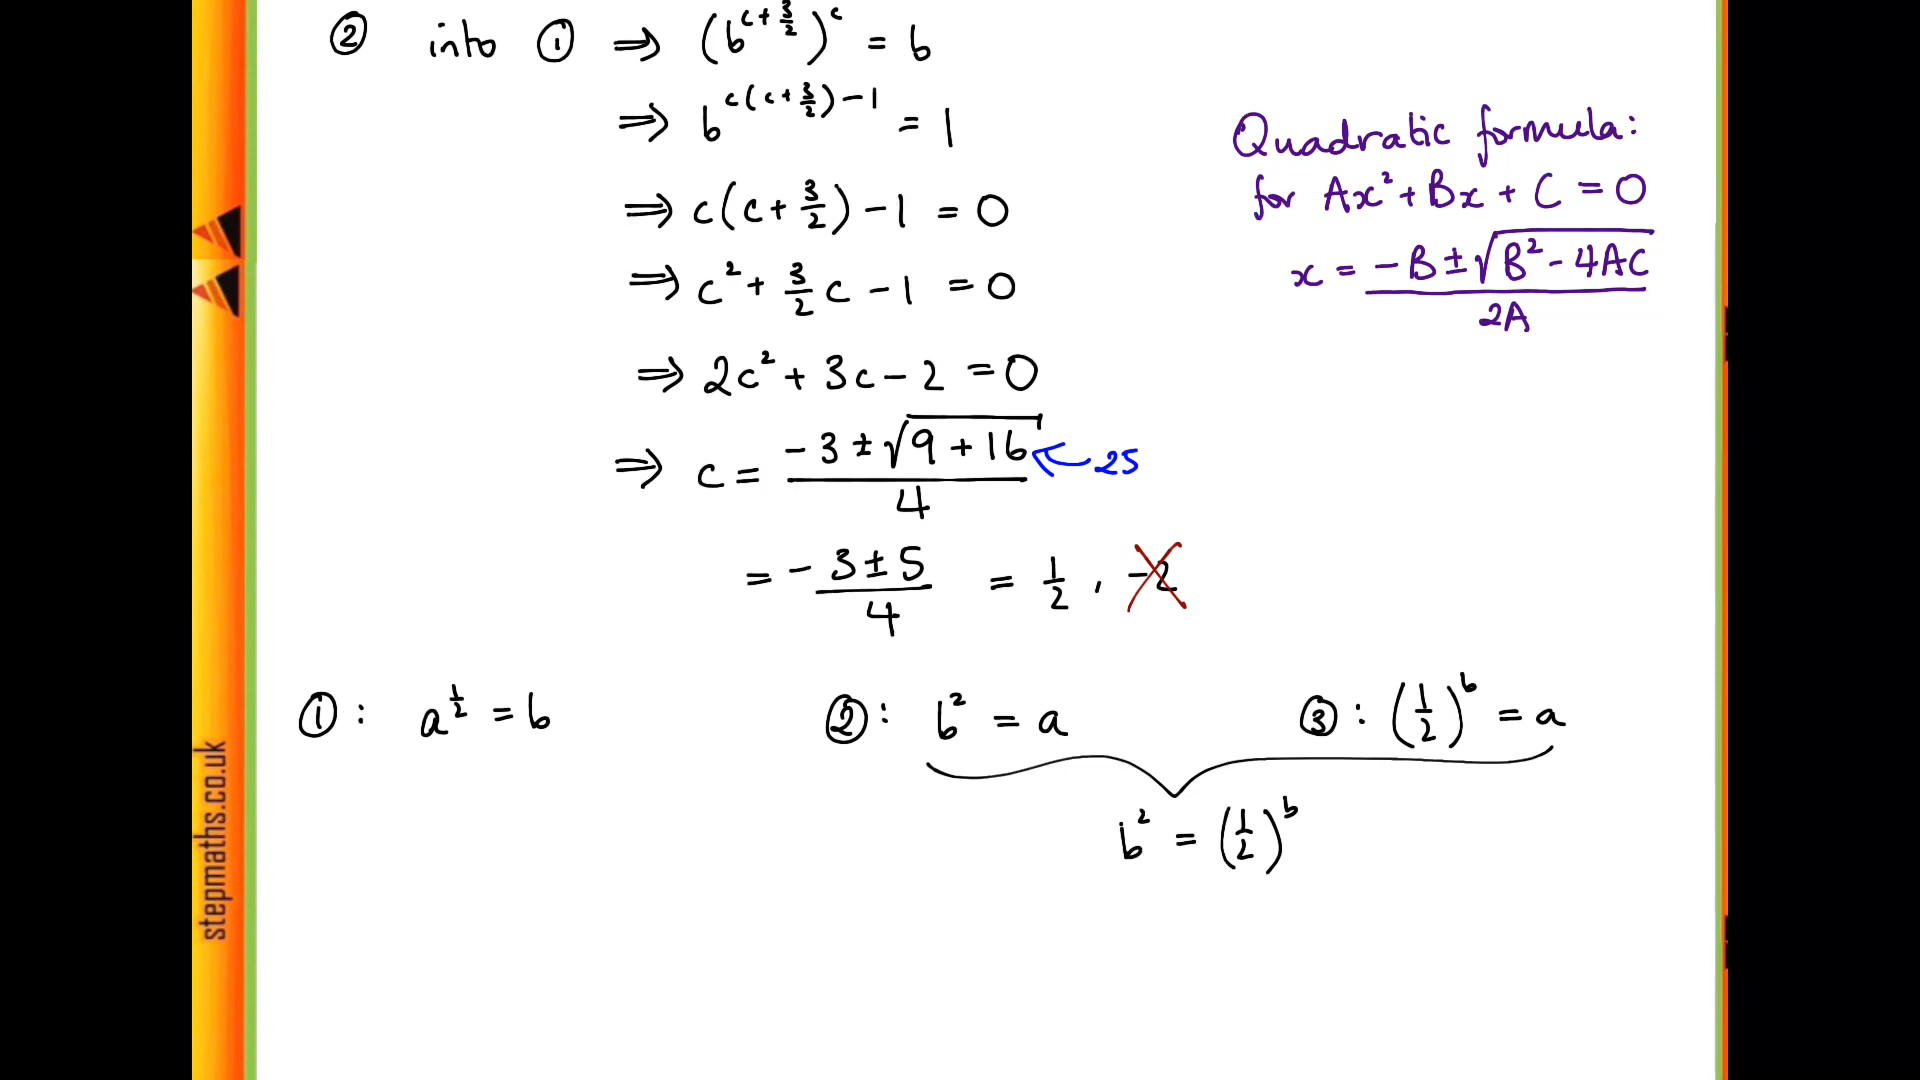 ② into ① ⇒ (b^(c+3/2))^c = b
⇒ b^(c(c+3/2)-1) = 1
⇒ c(c+3/2) - 1 = 0
⇒ c² + 3/2 c - 1 = 0
⇒ 2c² + 3c - 2 = 0
⇒ c = (-3 ± √(9+16))/4 ← 25
= (-3 ± 5)/4 = 1/2, -2
Quadratic formula:
for Ax² + Bx + C = 0
x = (-B ± √(B² - 4AC))/2A
①: a^(1/2) = b ②: b² = a ③: (1/2)^b = a
b² = (1/2)^b
stepmaths.co.uk